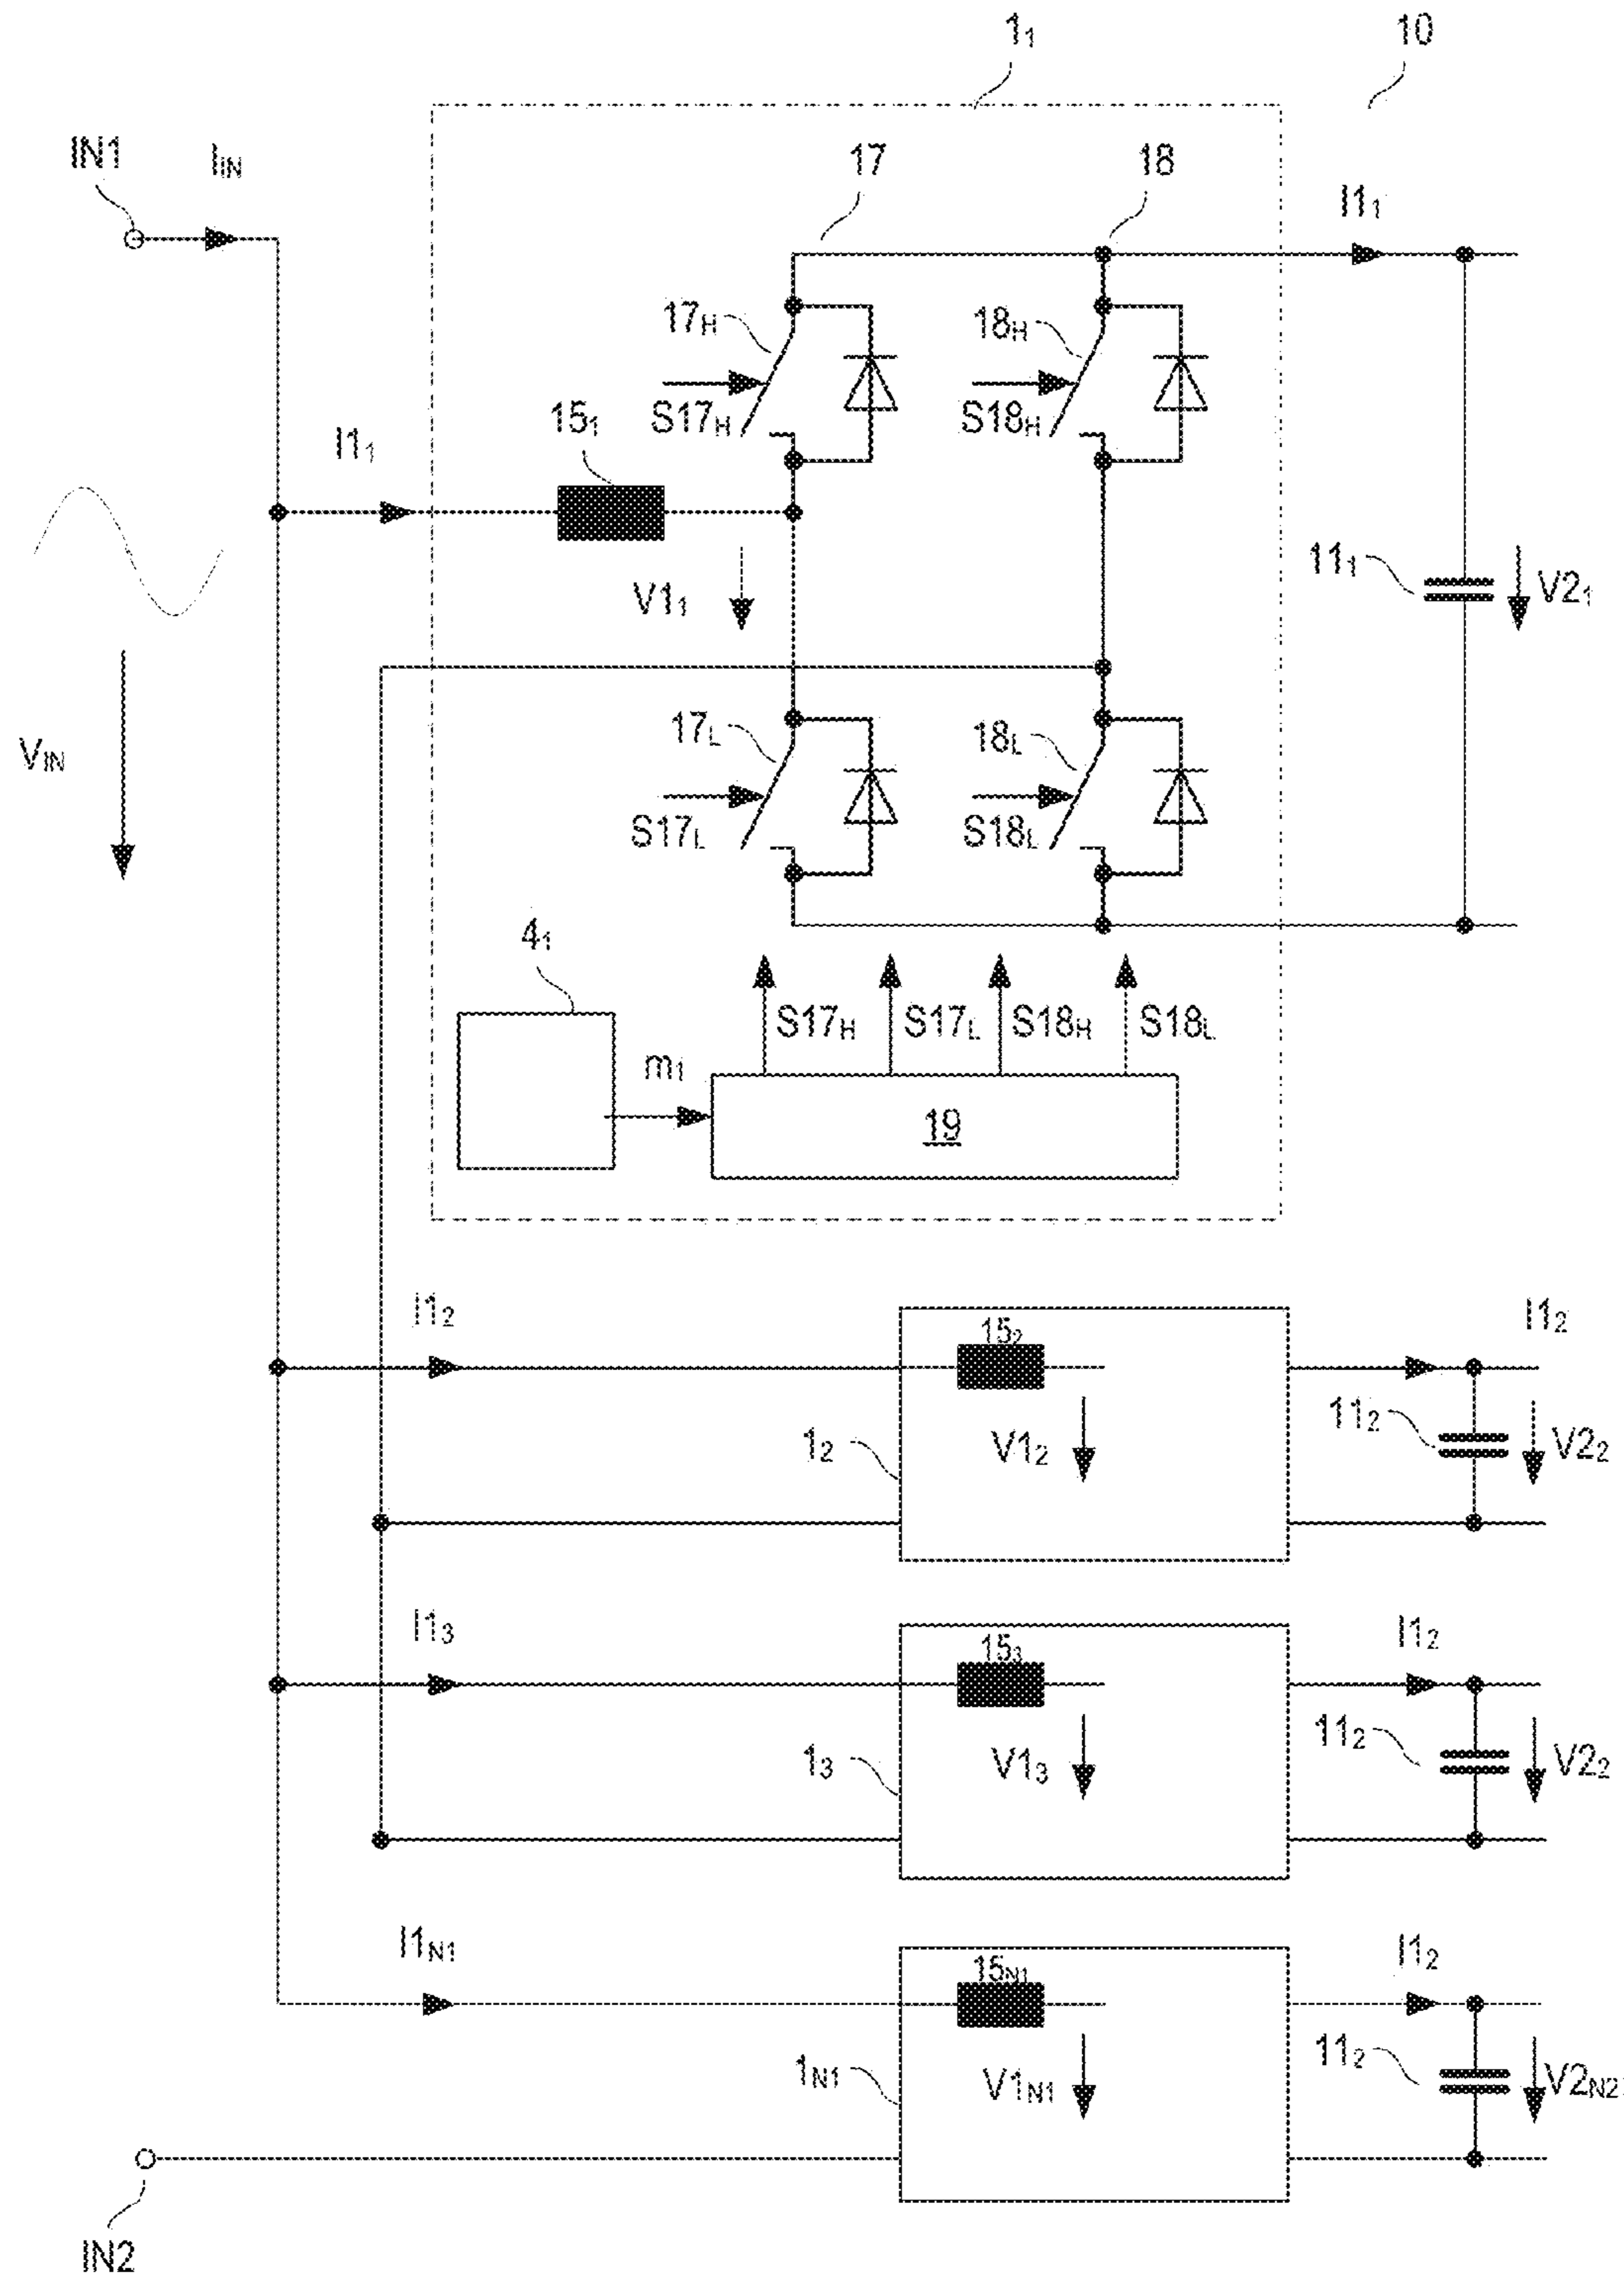 1₁
10
IN1
I_IN
17
18
I1₁
17_H
18_H
S17_H
S18_H
15₁
I1₁
V1₁
11₁
V2₁
V_IN
17_L
18_L
S17_L
S18_L
4₁
S17_H
S17_L
S18_H
S18_L
m₁
19
I1₂
15₂
I1₂
1₂
V1₂
11₂
V2₂
I1₃
15₃
I1₂
1₃
V1₃
11₂
V2₂
I1_N1
15_N1
I1₂
1_N1
V1_N1
11₂
V2_N2
IN2